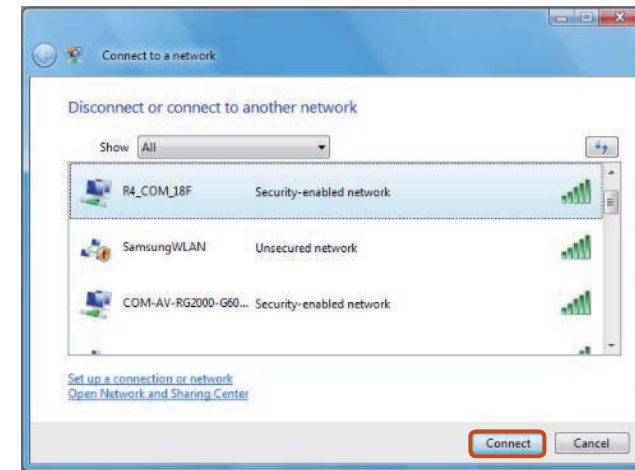 Connect to a network
Disconnect or connect to another network
Show All
R4_COM_18F Security-enabled network
SamsungWLAN Unsecured network
COM-AV-RG2000-G60... Security-enabled network
Set up a connection or network
Open Network and Sharing Center
Connect Cancel